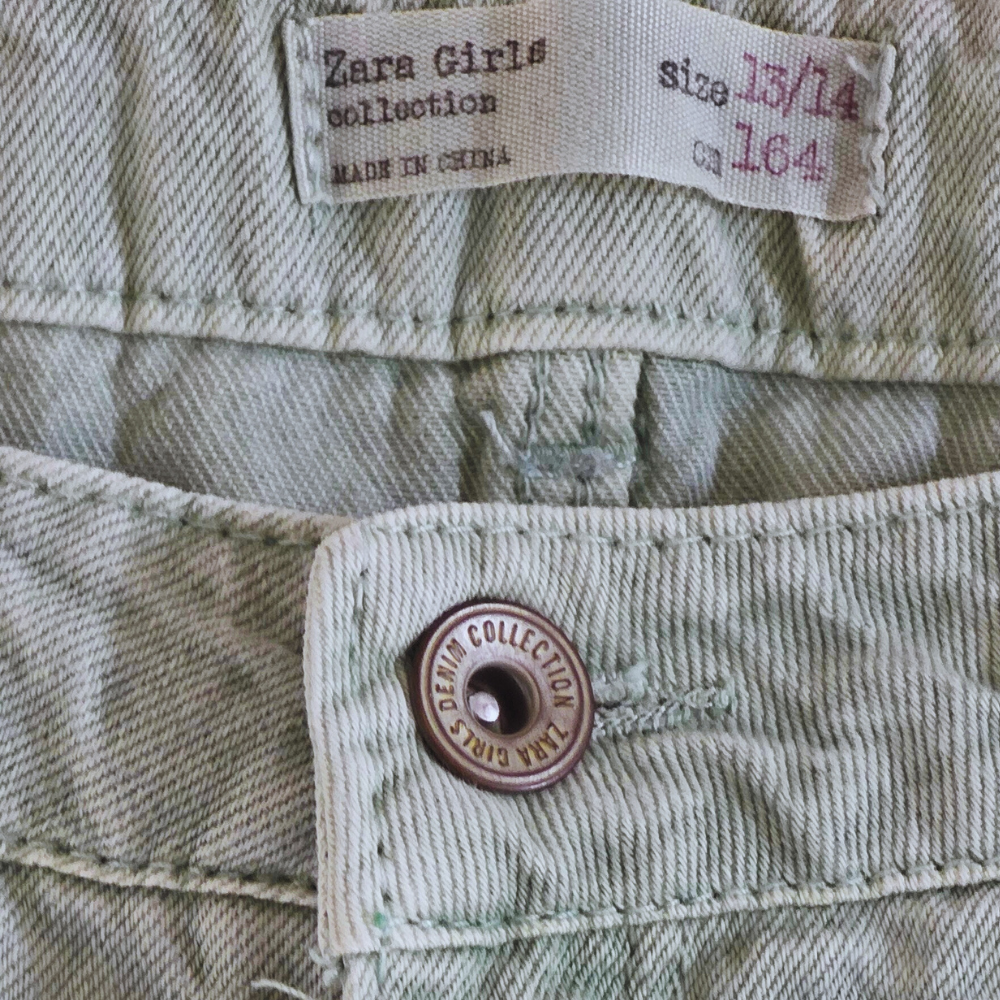 Zara Girls
collection
MADE IN CHINA
size 13/14
CM 164
DENIM COLLECTION
ZARA GIRLS